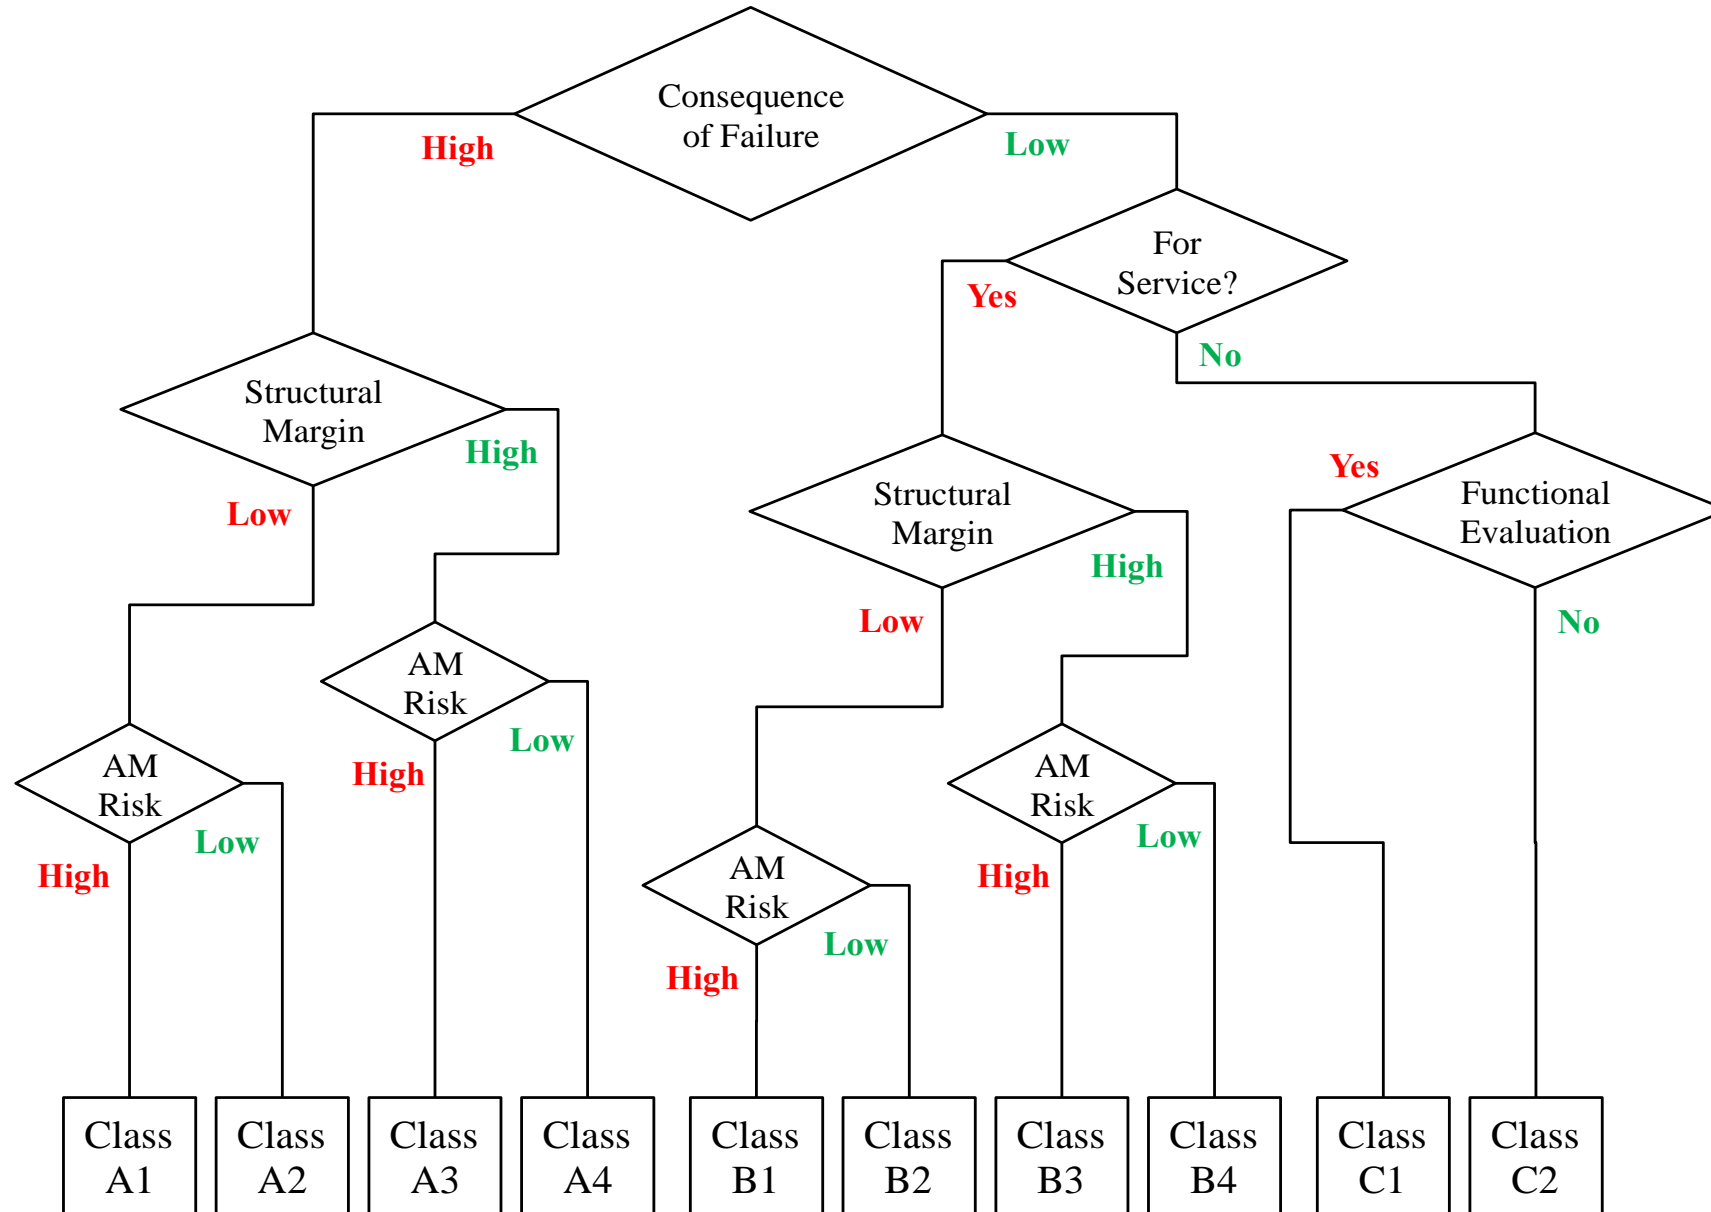 Consequence
of Failure
High
Low
For
Service?
Yes
No
Structural
Margin
High
Low
Structural
Margin
High
Low
Yes
Functional
Evaluation
No
AM
Risk
Low
High
AM
Risk
Low
High
AM
Risk
Low
High
AM
Risk
Low
High
Class
A1
Class
A2
Class
A3
Class
A4
Class
B1
Class
B2
Class
B3
Class
B4
Class
C1
Class
C2